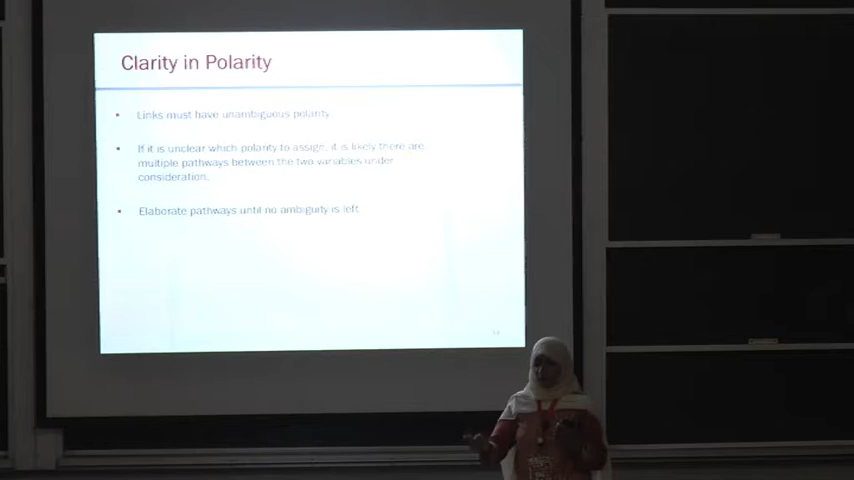 Clarity in Polarity
Links must have unambiguous polarity.
If it is unclear which polarity to assign, it is likely there are
multiple pathways between the two variables under
consideration.
Elaborate pathways until no ambiguity is left